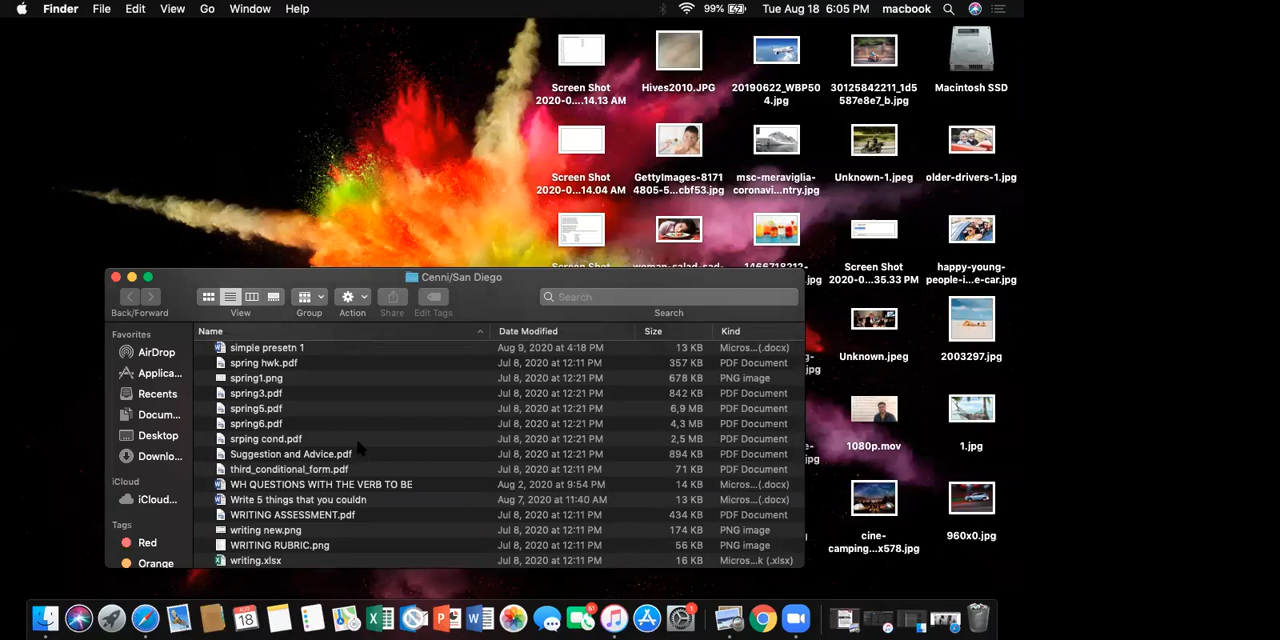 Finder File Edit View Go Window Help 99% Tue Aug 18 6:05 PM macbook
Screen Shot
2020-0....14.13 AM
Hives2010.JPG
20190622_WBP50
4.jpg
30125842211_1d5
587e8e7_b.jpg
Macintosh SSD
Screen Shot
2020-0....14.04 AM
GettyImages-8171
4805-5...cbf53.jpg
msc-meraviglia-
coronavi...ntry.jpg
Unknown-1.jpeg
older-drivers-1.jpg
Screen Shot
woman-salad-sad-
1466718212-
Screen Shot
2020-0....35.33 PM
happy-young-
people-i...e-car.jpg
Unknown.jpeg
2003297.jpg
1080p.mov
1.jpg
cine-
camping...x578.jpg
960x0.jpg
Cenni/San Diego
Search
Back/Forward View Group Action Share Edit Tags Search
Favorites
AirDrop
Applica...
Recents
Docum...
Desktop
Downlo...
iCloud
iCloud...
Tags
Red
Orange
Name Date Modified Size Kind
simple presetn 1 Aug 9, 2020 at 4:18 PM 13 KB Micros...(.docx)
spring hwk.pdf Jul 8, 2020 at 12:21 PM 357 KB PDF Document
spring1.png Jul 8, 2020 at 12:21 PM 678 KB PNG image
spring3.pdf Jul 8, 2020 at 12:21 PM 842 KB PDF Document
spring5.pdf Jul 8, 2020 at 12:21 PM 6,9 MB PDF Document
spring6.pdf Jul 8, 2020 at 12:21 PM 4,3 MB PDF Document
srping cond.pdf Jul 8, 2020 at 12:21 PM 2,5 MB PDF Document
Suggestion and Advice.pdf Jul 8, 2020 at 12:21 PM 894 KB PDF Document
third_conditional_form.pdf Jul 8, 2020 at 12:11 PM 71 KB PDF Document
WH QUESTIONS WITH THE VERB TO BE Aug 2, 2020 at 9:54 PM 14 KB Micros...(.docx)
Write 5 things that you couldn Aug 7, 2020 at 11:40 AM 13 KB Micros...(.docx)
WRITING ASSESSMENT.pdf Jul 8, 2020 at 12:11 PM 434 KB PDF Document
writing new.png Jul 8, 2020 at 12:11 PM 174 KB PNG image
WRITING RUBRIC.png Jul 8, 2020 at 12:11 PM 56 KB PNG image
writing.xlsx Jul 8, 2020 at 12:11 PM 16 KB Micros...k (.xlsx)